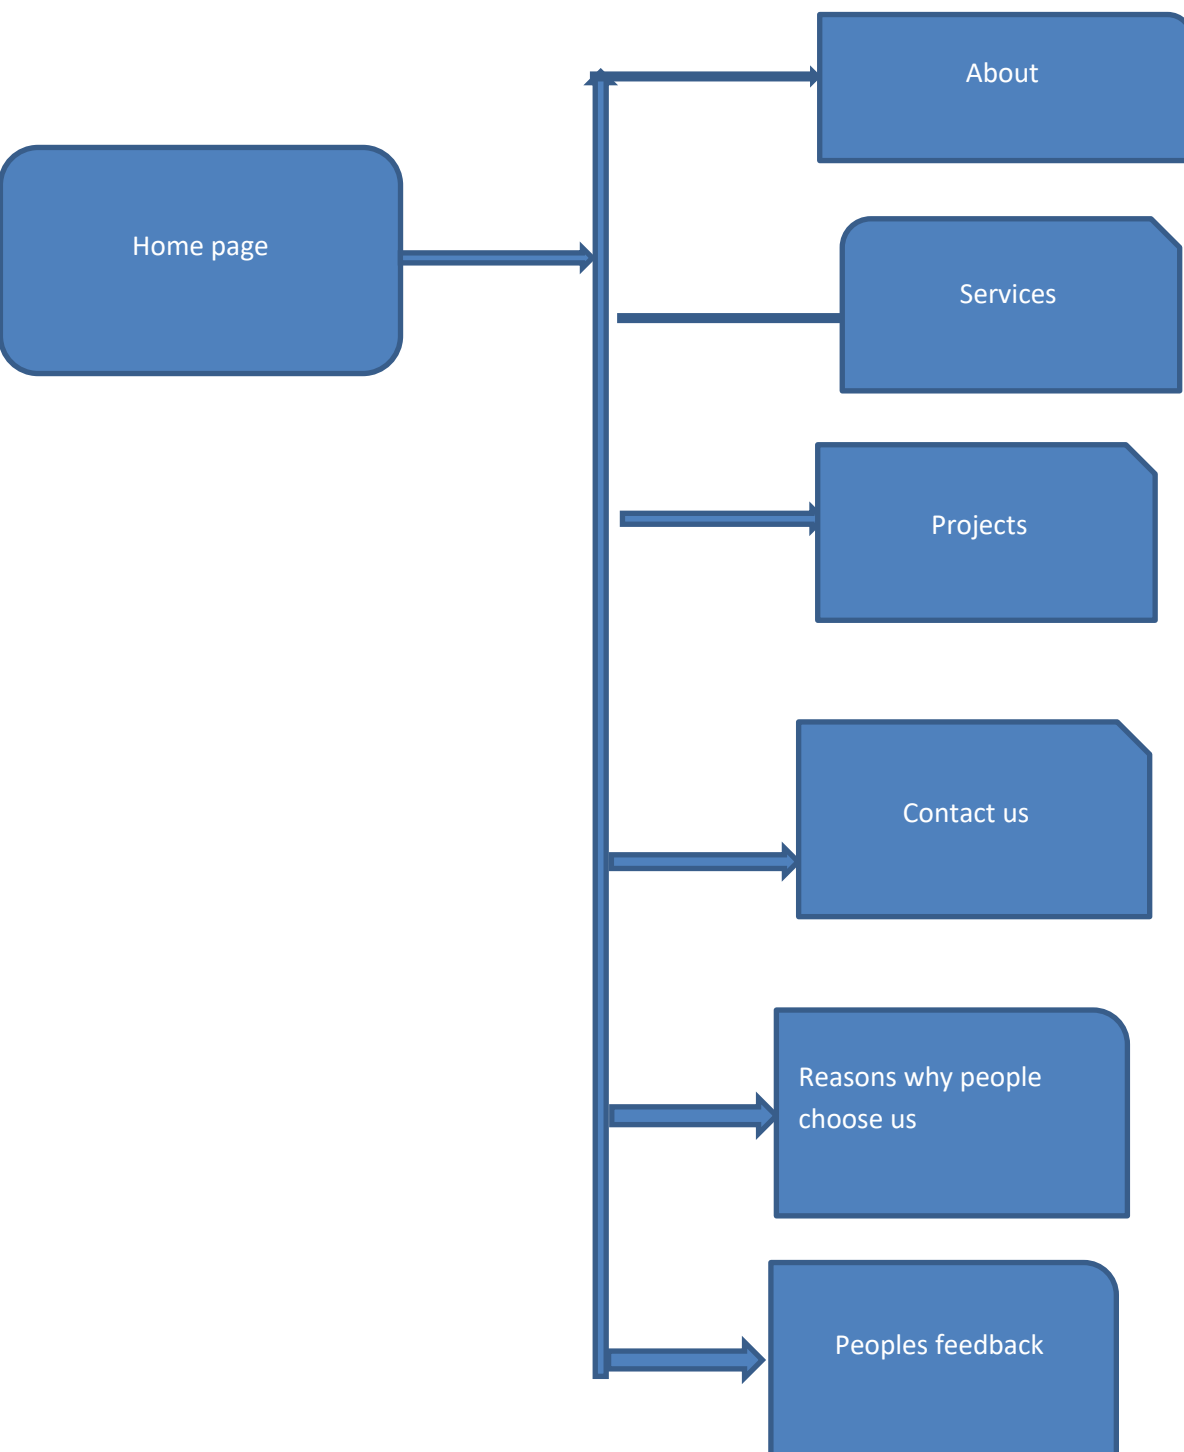 About
Home page
Services
Projects
Contact us
Reasons why people
choose us
Peoples feedback